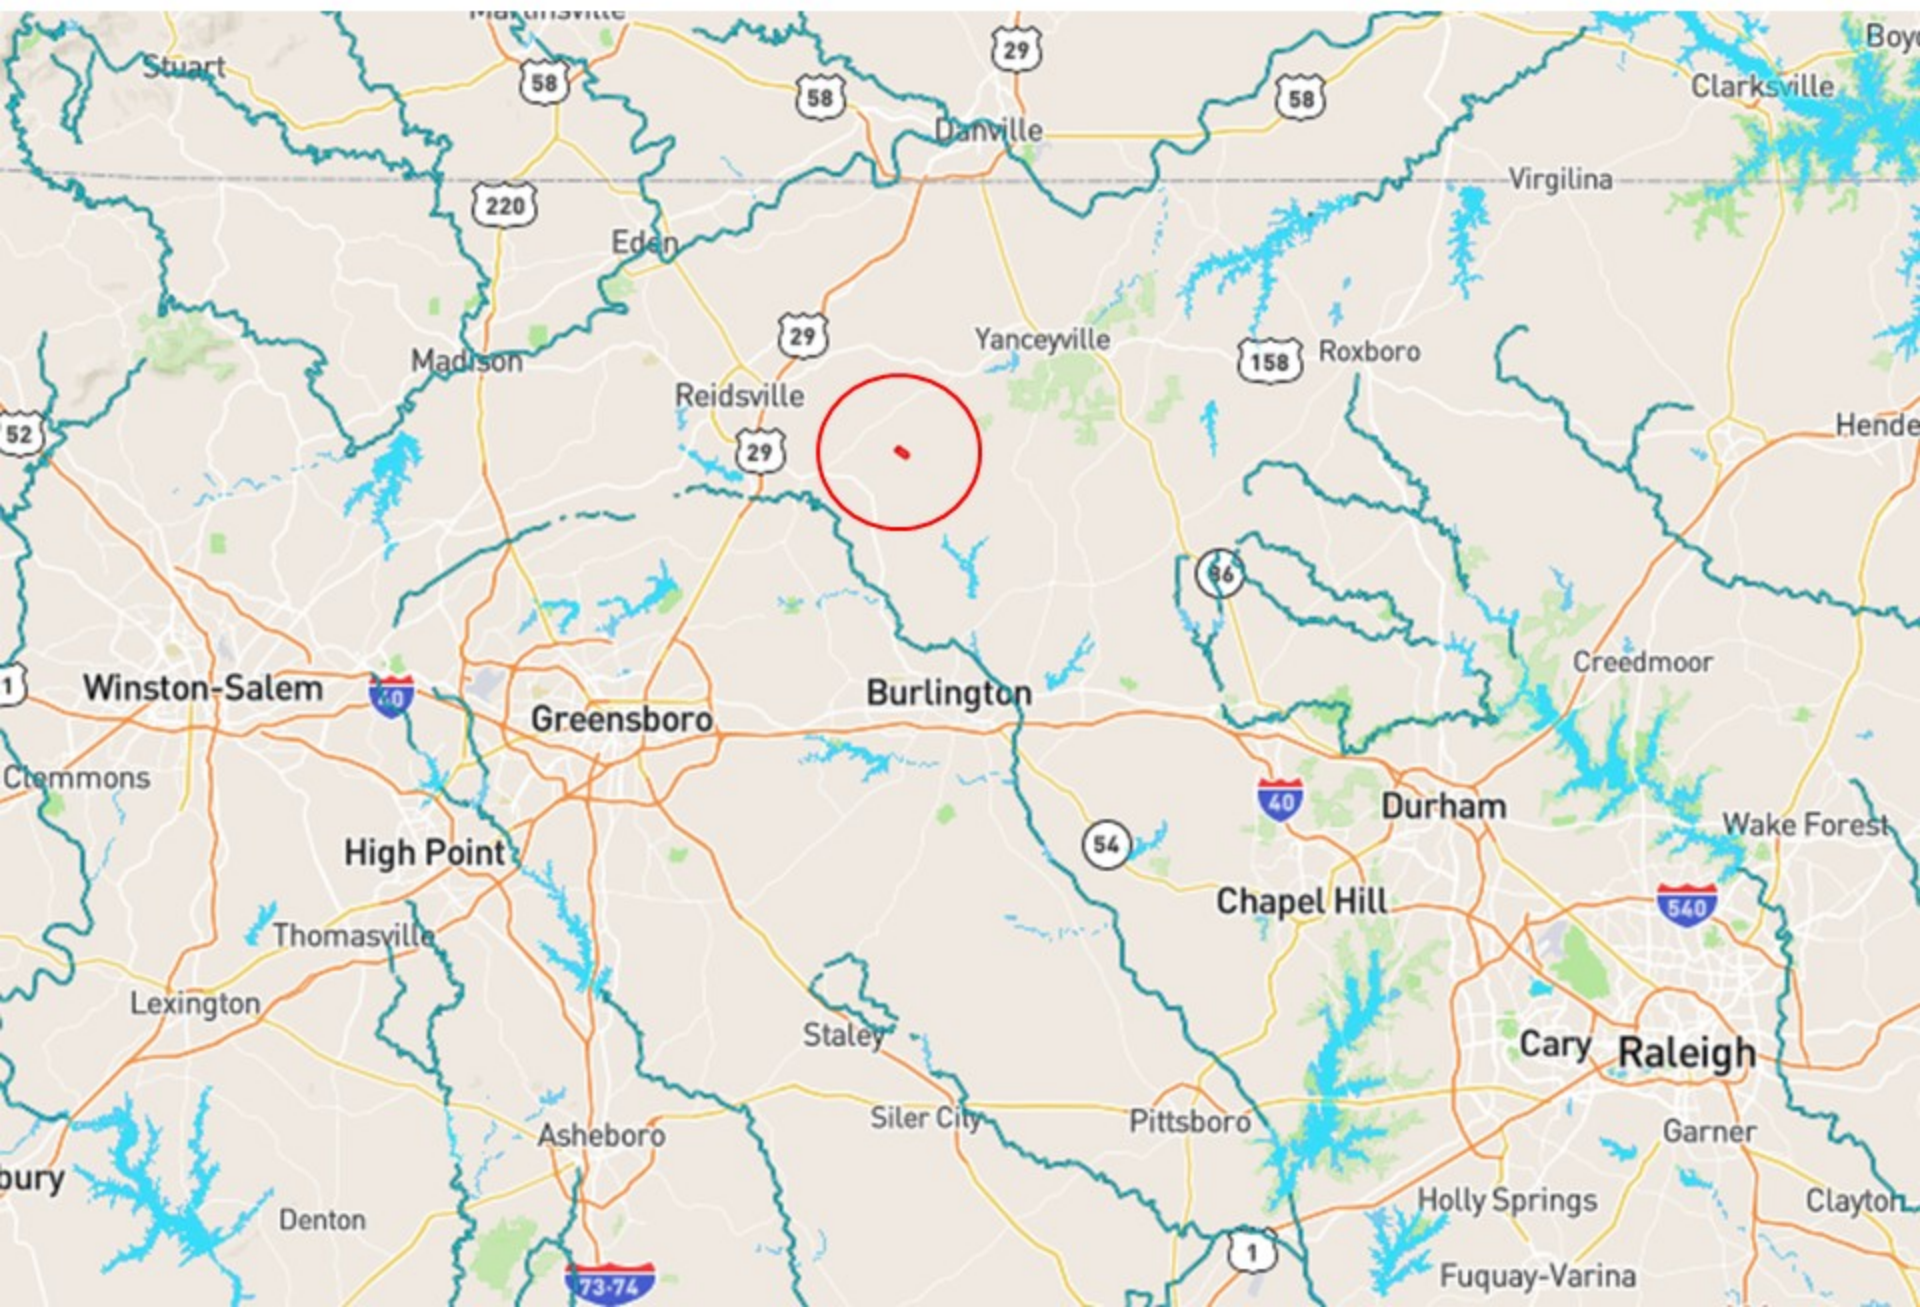 Martinsville
Boyd
29
Stuart
58
58
58
Clarksville
Danville
Virgilina
220
Eden
29
Yanceyville
158
Roxboro
Madison
Reidsville
52
29
Hende
86
Creedmoor
1
Winston-Salem
40
Burlington
Greensboro
Clemmons
40
Durham
Wake Forest
54
High Point
Chapel Hill
540
Thomasville
Lexington
Staley
Cary
Raleigh
Siler City
Pittsboro
Asheboro
Garner
bury
Denton
Holly Springs
Clayton
1
73-74
Fuquay-Varina